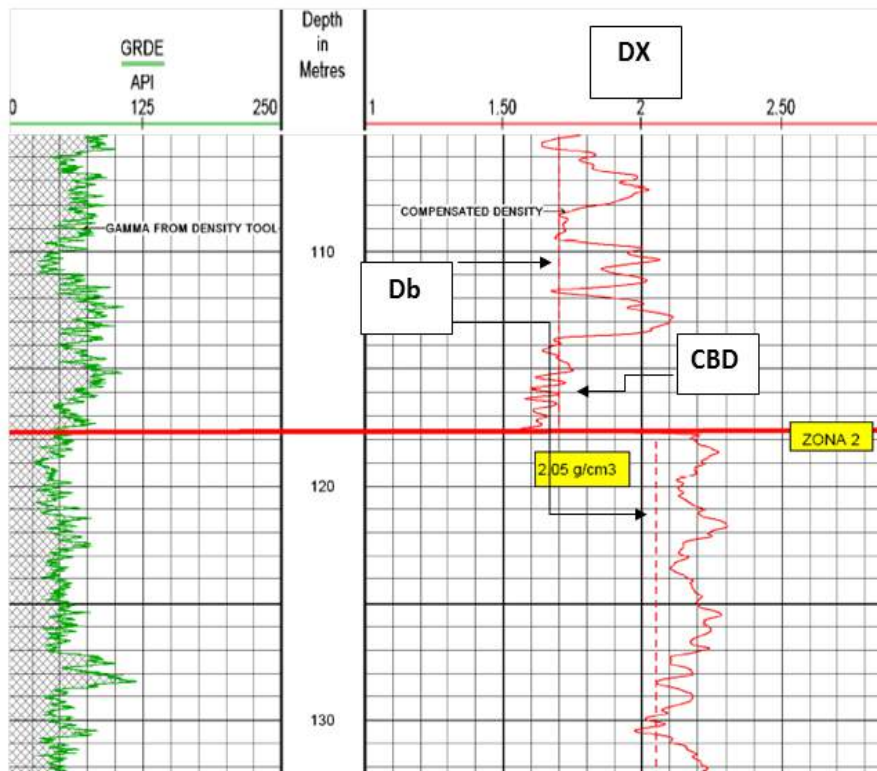 GRDE
API
0 125 250
Depth
in
Metres
DX
1 1.50 2 2.50
COMPENSATED DENSITY
GAMMA FROM DENSITY TOOL
110
Db
CBD
ZONA 2
2.05 g/cm3
120
130